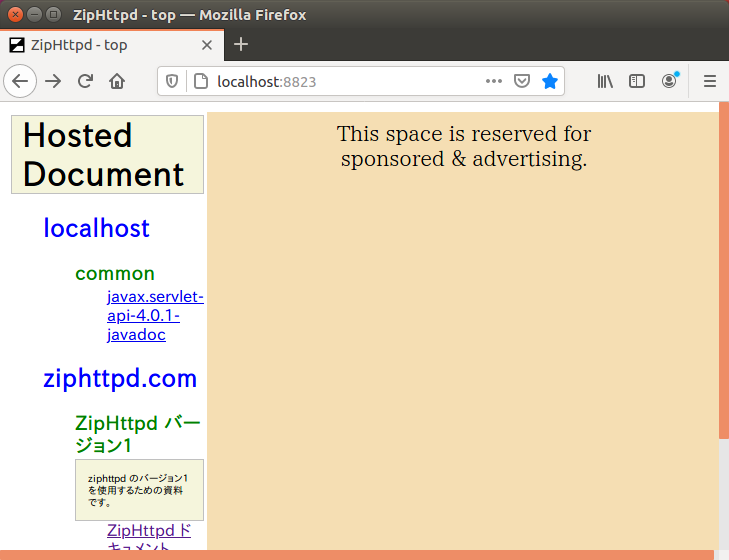 ZipHttpd - top — Mozilla Firefox
ZipHttpd - top
localhost:8823
Hosted
Document
This space is reserved for
sponsored & advertising.
localhost
common
javax.servlet-
api-4.0.1-
javadoc
ziphttpd.com
ZipHttpd バー
ジョン1
ziphttpd のバージョン1
を使用するための資料
です。
ZipHttpd ド
キュメント